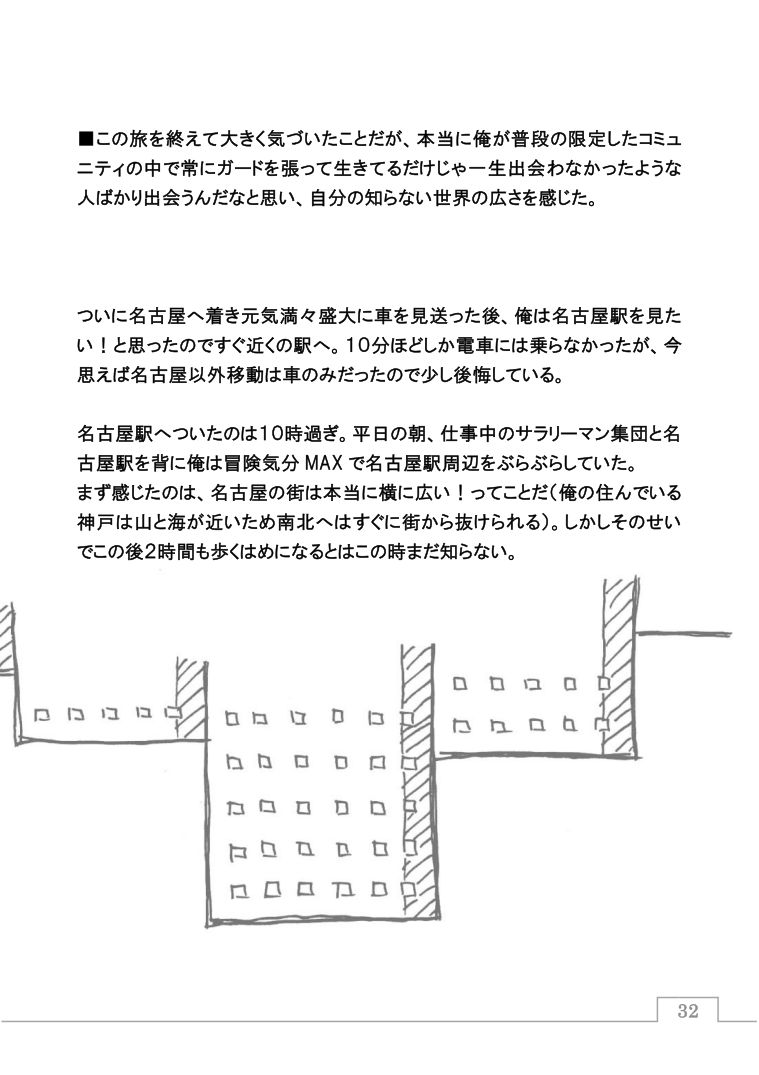 ■この旅を終えて大きく気づいたことだが、本当に俺が普段の限定したコミュ
ニティの中で常にガードを張って生きてるだけじゃ一生出会わなかったような
人ばかり出会うんだなと思い、自分の知らない世界の広さを感じた。
ついに名古屋へ着き元気満々盛大に車を見送った後、俺は名古屋駅を見た
い！と思ったのですぐ近くの駅へ。１０分ほどしか電車には乗らなかったが、今
思えば名古屋以外移動は車のみだったので少し後悔している。
名古屋駅へついたのは１０時過ぎ。平日の朝、仕事中のサラリーマン集団と名
古屋駅を背に俺は冒険気分 MAX で名古屋駅周辺をぶらぶらしていた。
まず感じたのは、名古屋の街は本当に横に広い！ってことだ（俺の住んでいる
神戸は山と海が近いため南北へはすぐに街から抜けられる）。しかしそのせい
でこの後２時間も歩くはめになるとはこの時まだ知らない。
32